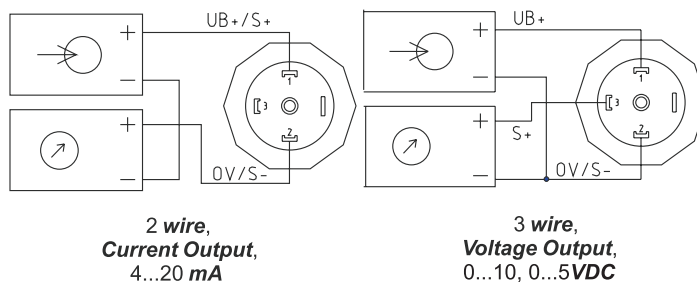 UB+/S+
+
−
+
−
1
3
2
0V/S-
2 wire,
Current Output,
4...20 mA
UB+
+
−
+
−
S+
1
3
2
0V/S-
3 wire,
Voltage Output,
0...10, 0...5VDC